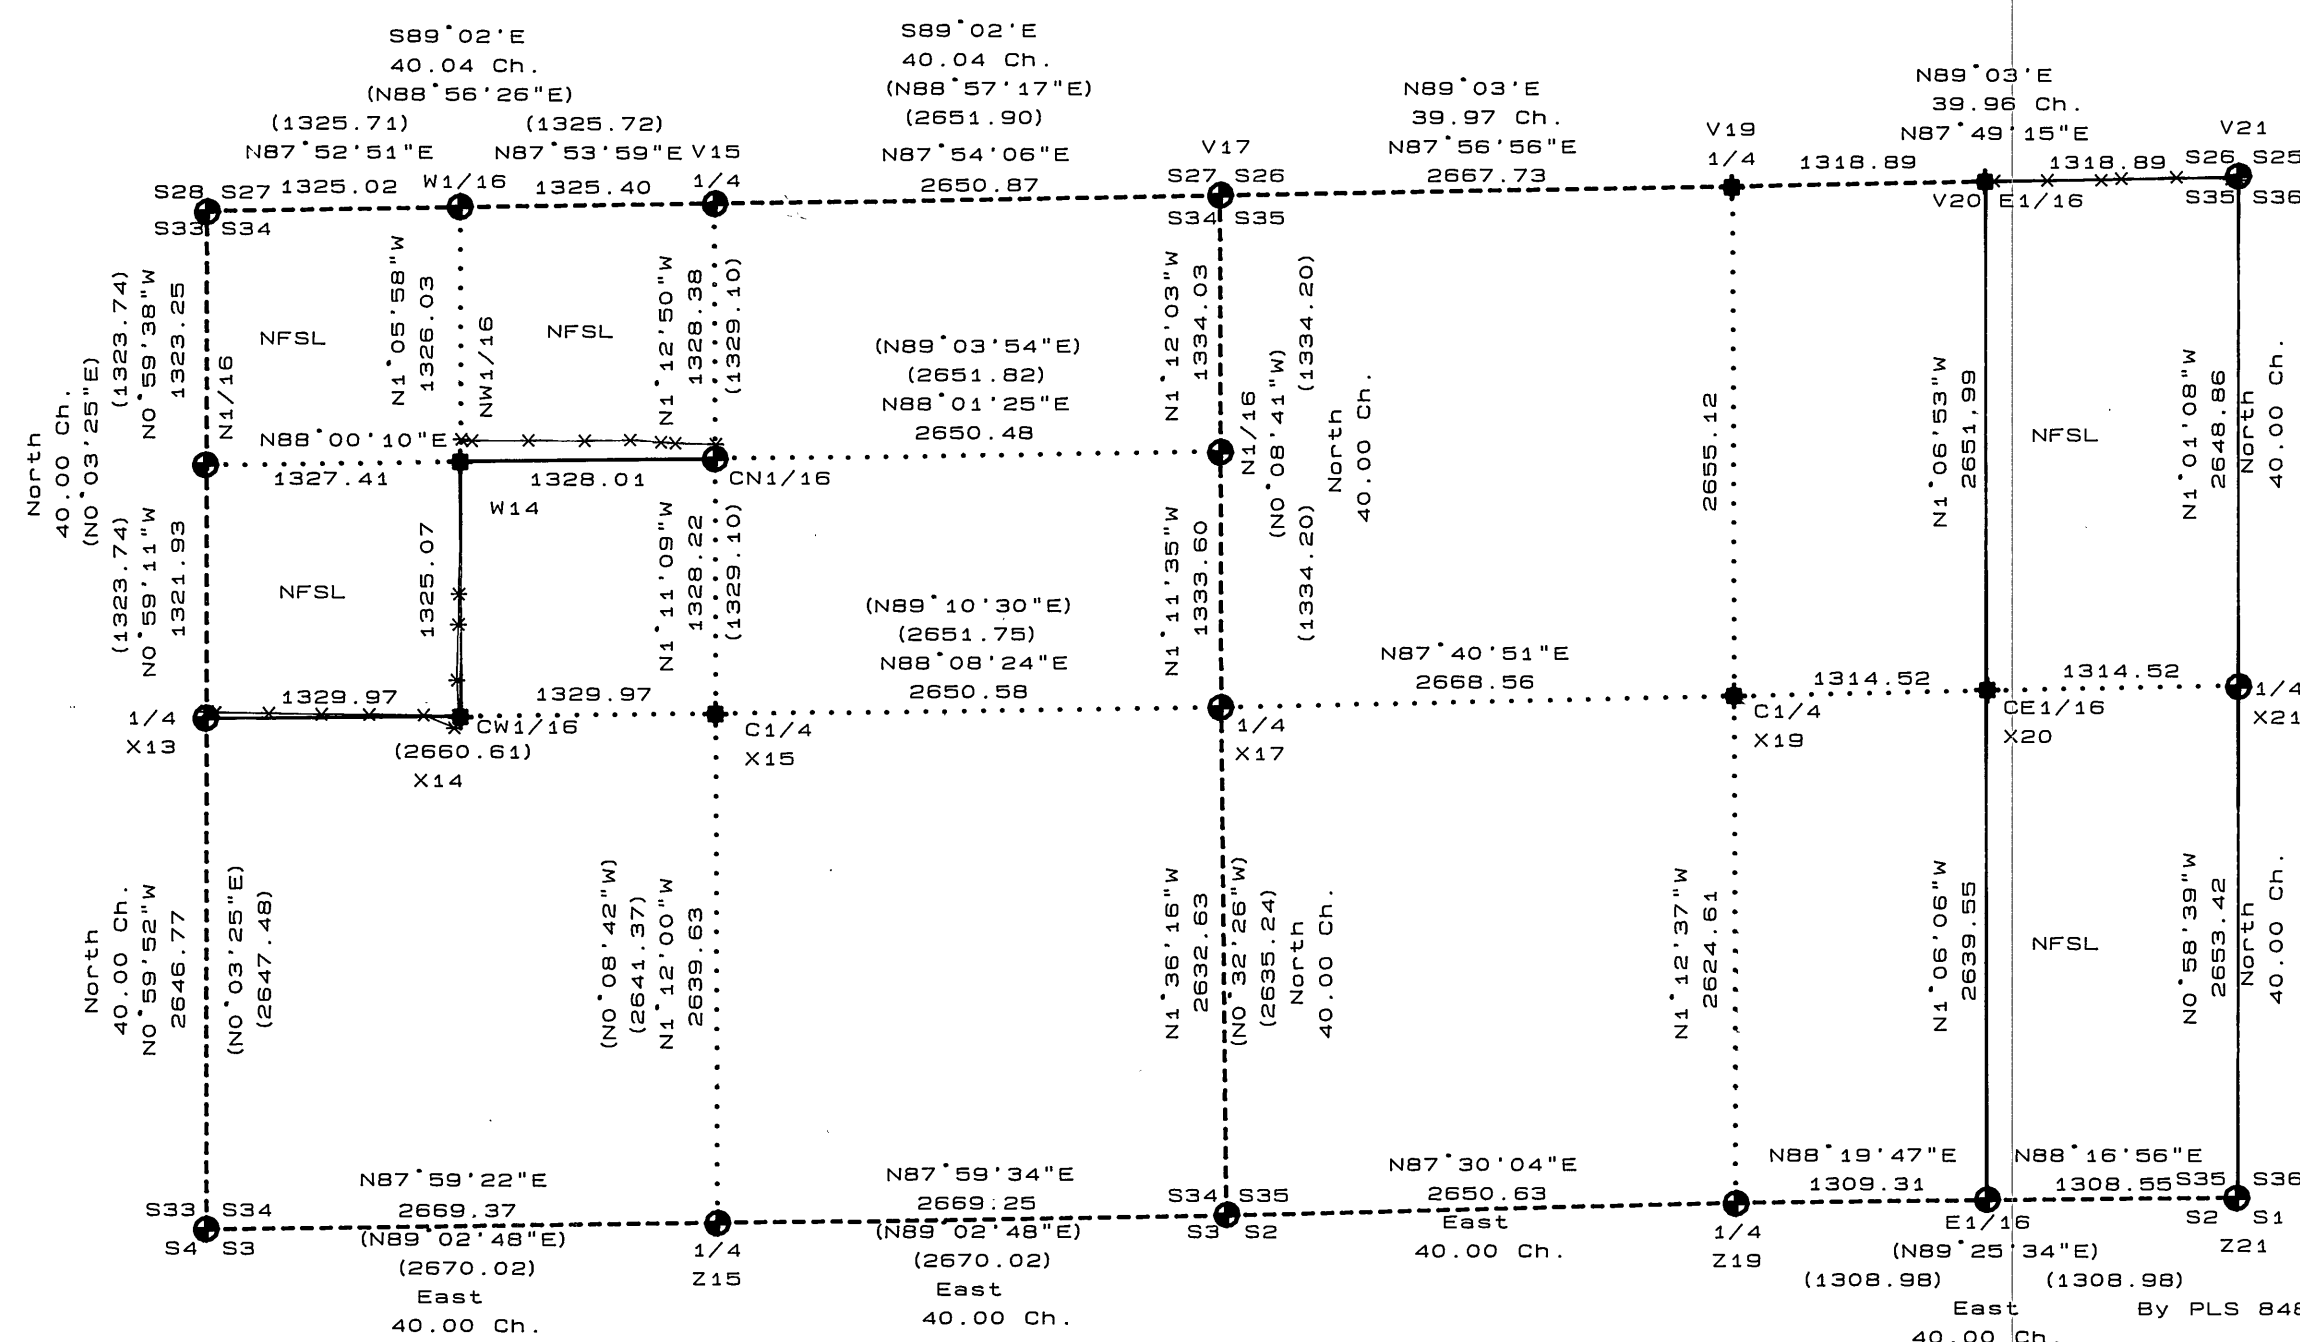 S89°02'E
40.04 Ch.
(N88°56'26"E)
(1325.71) (1325.72)
N87°52'51"E N87°53'59"E V15
S28 S27 1325.02 W1/16 1325.40 1/4
S33 S34
S89°02'E
40.04 Ch.
(N88°57'17"E)
(2651.90)
N87°54'06"E
2650.87
V17
S27 S26
S34 S35
N89°03'E
39.97 Ch.
N87°56'56"E
2667.73
V19
1/4
N89°03'E
39.96 Ch.
N87°49'15"E
1318.89 1318.89
V20 E1/16
V21
S26 S25
S35 S36
North
40.00 Ch.
(N0°03'25"E)
(1323.74)
N0°59'38"W
1323.25
N1/16
NFSL
N1°05'58"W
1326.03
NW1/16
NFSL
N1°12'50"W
1328.38
(1329.10)
(N89°03'54"E)
(2651.82)
N88°01'25"E
2650.48
N1°12'03"W
1334.03
N1/16
(N0°08'41"W)
(1334.20)
North
40.00 Ch.
2655.12
N1°06'53"W
2651.99
NFSL
N1°01'08"W
2648.86
North
40.00 Ch.
N88°00'10"E
1327.41
1328.01
CN1/16
W14
(1323.74)
N0°59'11"W
1321.93
NFSL
1325.07
N1°11'09"W
1328.22
(1329.10)
(N89°10'30"E)
(2651.75)
N88°08'24"E
2650.58
N1°11'35"W
1333.60
(1334.20)
N87°40'51"E
2668.56
1314.52
1314.52
1/4
X13
1329.97
CW1/16
(2660.61)
X14
1329.97
C1/4
X15
1/4
X17
C1/4
X19
CE1/16
X20
1/4
X21
North
40.00 Ch.
N0°59'52"W
2646.77
(N0°03'25"E)
(2647.48)
(N0°08'42"W)
(2641.37)
N1°12'00"W
2639.63
N1°36'16"W
2632.63
(N0°32'26"W)
(2635.24)
North
40.00 Ch.
N1°12'37"W
2624.61
N1°06'06"W
2639.55
NFSL
N0°58'39"W
2653.42
North
40.00 Ch.
S33 S34
S4 S3
N87°59'22"E
2669.37
(N89°02'48"E)
(2670.02)
East
40.00 Ch.
1/4
Z15
N87°59'34"E
2669.25
(N89°02'48"E)
(2670.02)
East
40.00 Ch.
S34 S35
S3 S2
N87°30'04"E
2650.63
East
40.00 Ch.
1/4
Z19
N88°19'47"E
1309.31
E1/16
N88°16'56"E
1308.55
S35 S36
S2 S1
Z21
(N89°25'34"E)
(1308.98) (1308.98)
East By PLS 848
40.00 Ch.